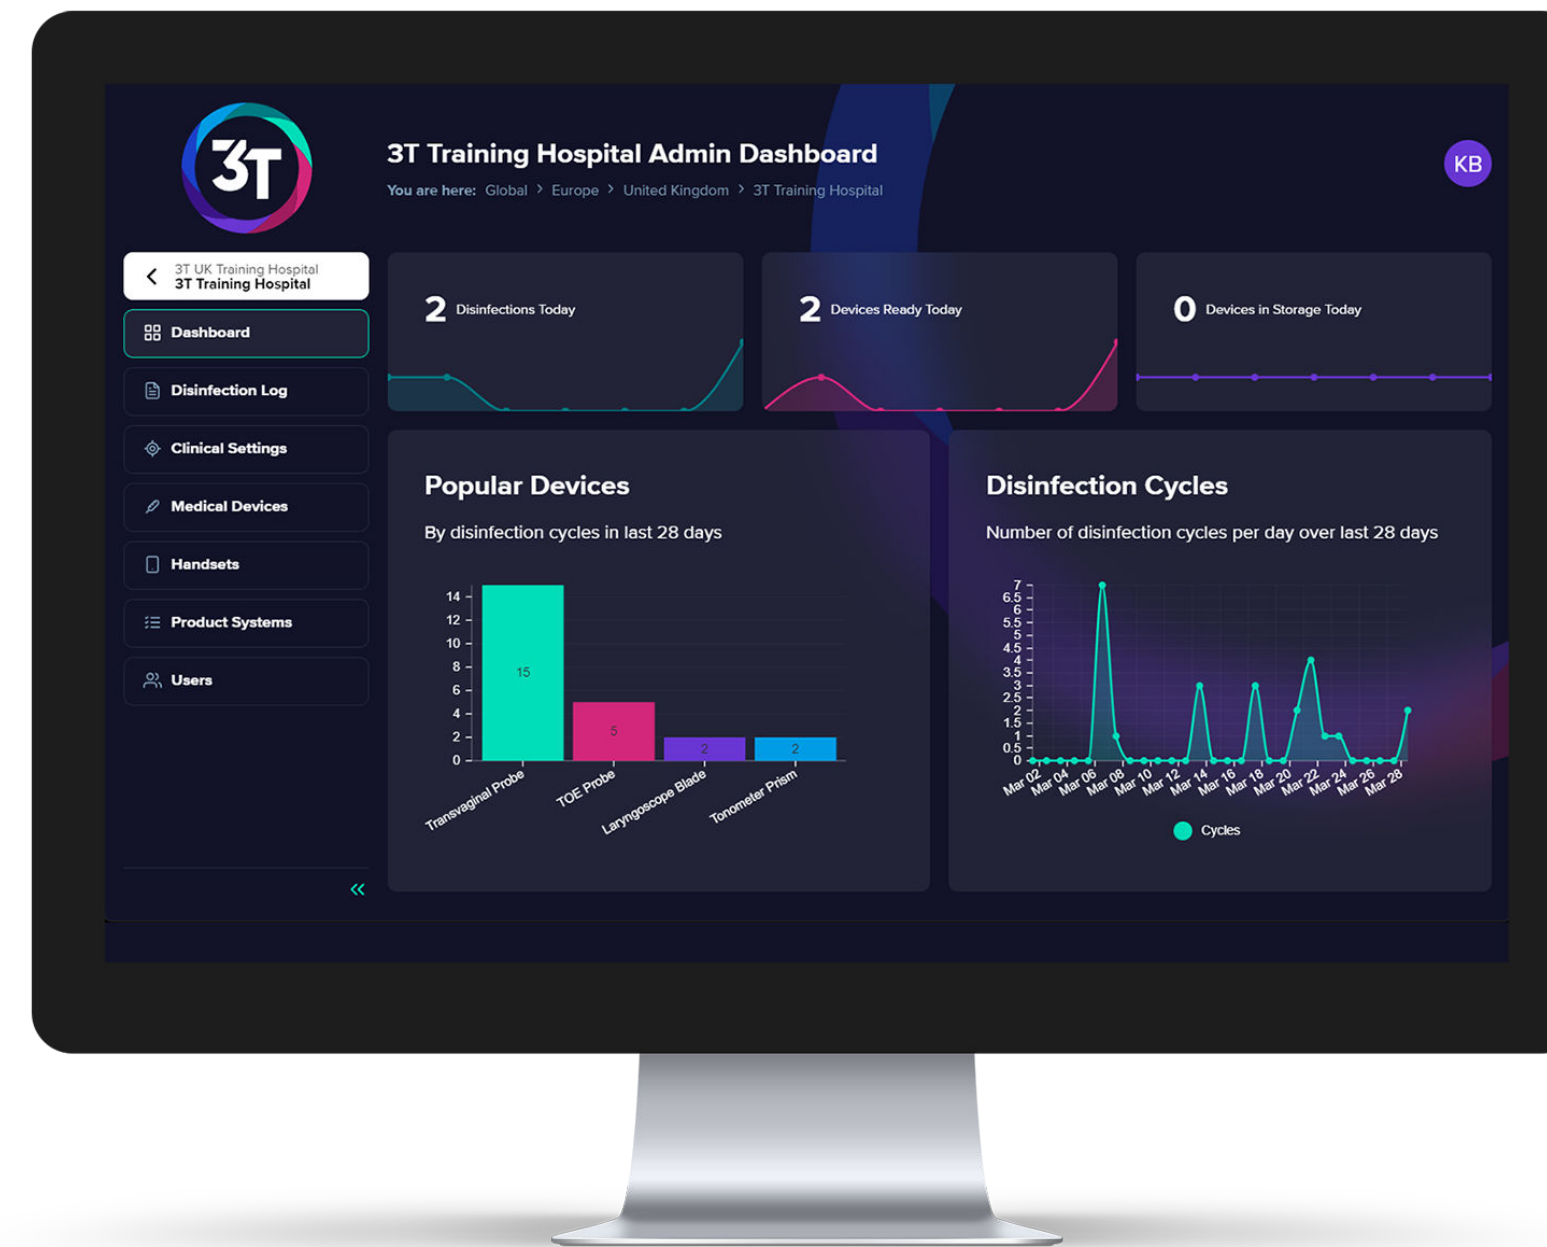 3T
3T Training Hospital Admin Dashboard
You are here: Global > Europe > United Kingdom > 3T Training Hospital
KB
3T UK Training Hospital
3T Training Hospital
Dashboard
Disinfection Log
Clinical Settings
Medical Devices
Handsets
Product Systems
Users
2 Disinfections Today
2 Devices Ready Today
0 Devices in Storage Today
Popular Devices
By disinfection cycles in last 28 days
14
12
10
8
6
4
2
0
15
5
2
2
Transvaginal Probe
TOE Probe
Laryngoscope Blade
Tonometer Prism
Disinfection Cycles
Number of disinfection cycles per day over last 28 days
7
6.5
6
5.5
5
4.5
4
3.5
3
2.5
2
1.5
1
0.5
0
Mar 02
Mar 04
Mar 06
Mar 08
Mar 10
Mar 12
Mar 14
Mar 16
Mar 18
Mar 20
Mar 22
Mar 24
Mar 26
Mar 28
Cycles